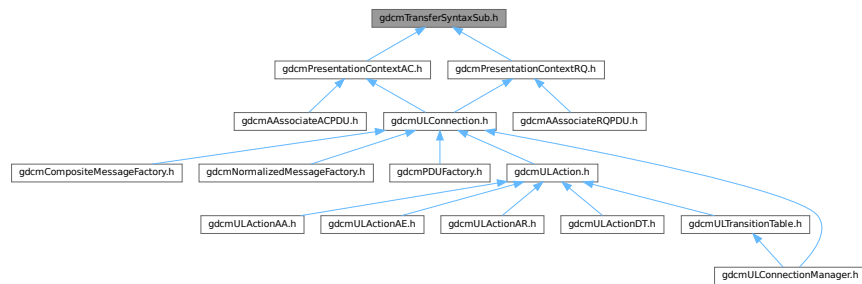 gdcmTransferSyntaxSub.h
gdcmPresentationContextAC.h
gdcmPresentationContextRQ.h
gdcmAAssociateACPDU.h
gdcmULConnection.h
gdcmAAssociateRQPDU.h
gdcmCompositeMessageFactory.h
gdcmNormalizedMessageFactory.h
gdcmPDUFactory.h
gdcmULAction.h
gdcmULActionAA.h
gdcmULActionAE.h
gdcmULActionAR.h
gdcmULActionDT.h
gdcmULTransitionTable.h
gdcmULConnectionManager.h